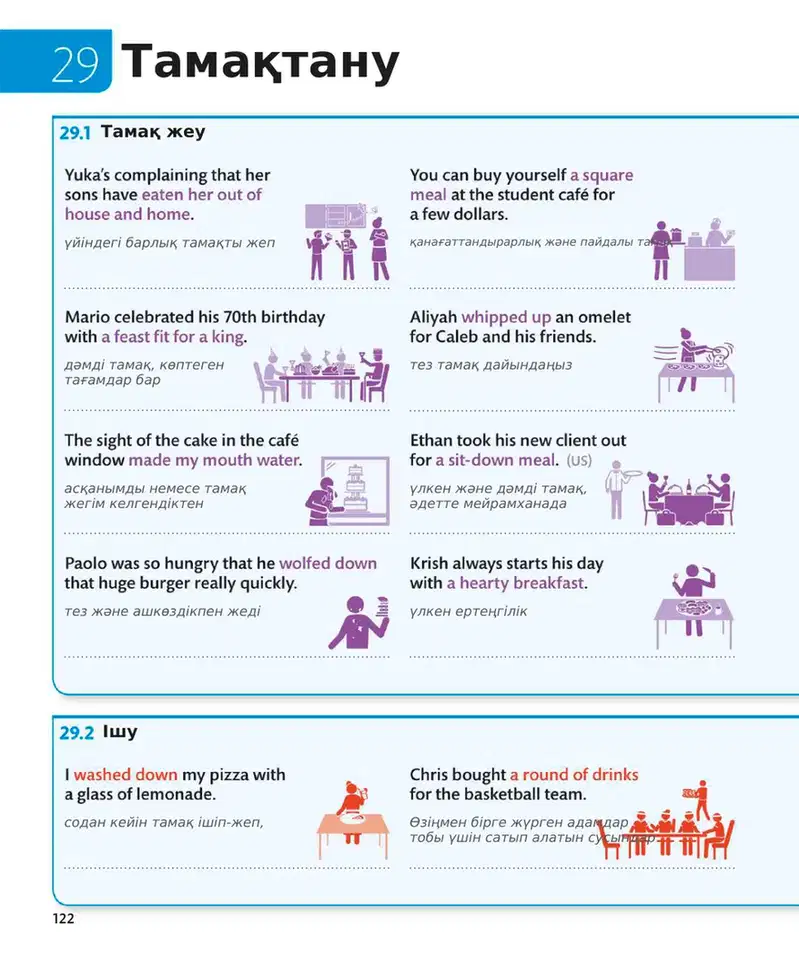 29 Тамақтану
29.1 Тамақ жеу
Yuka's complaining that her
sons have eaten her out of
house and home.
үйіндегі барлық тамақты жеп
You can buy yourself a square
meal at the student café for
a few dollars.
қанағаттандырарлық және пайдалы
Mario celebrated his 70th birthday
with a feast fit for a king.
дәмді тамақ, көптеген
тағамдар бар
Aliyah whipped up an omelet
for Caleb and his friends.
тез тамақ дайындаңыз
The sight of the cake in the café
window made my mouth water.
асқанымды немесе тамақ
жегім келгендіктен
Ethan took his new client out
for a sit-down meal. (US)
үлкен және дәмді тамақ,
әдетте мейрамханада
Paolo was so hungry that he wolfed down
that huge burger really quickly.
тез және ашкөздікпен жеді
Krish always starts his day
with a hearty breakfast.
үлкен ертеңгілік
29.2 Ішу
I washed down my pizza with
a glass of lemonade.
содан кейін тамақ ішіп-жеп,
Chris bought a round of drinks
for the basketball team.
Өзіңмен бірге жүрген адамдар
тобы үшін сатып алатын сусындар
122